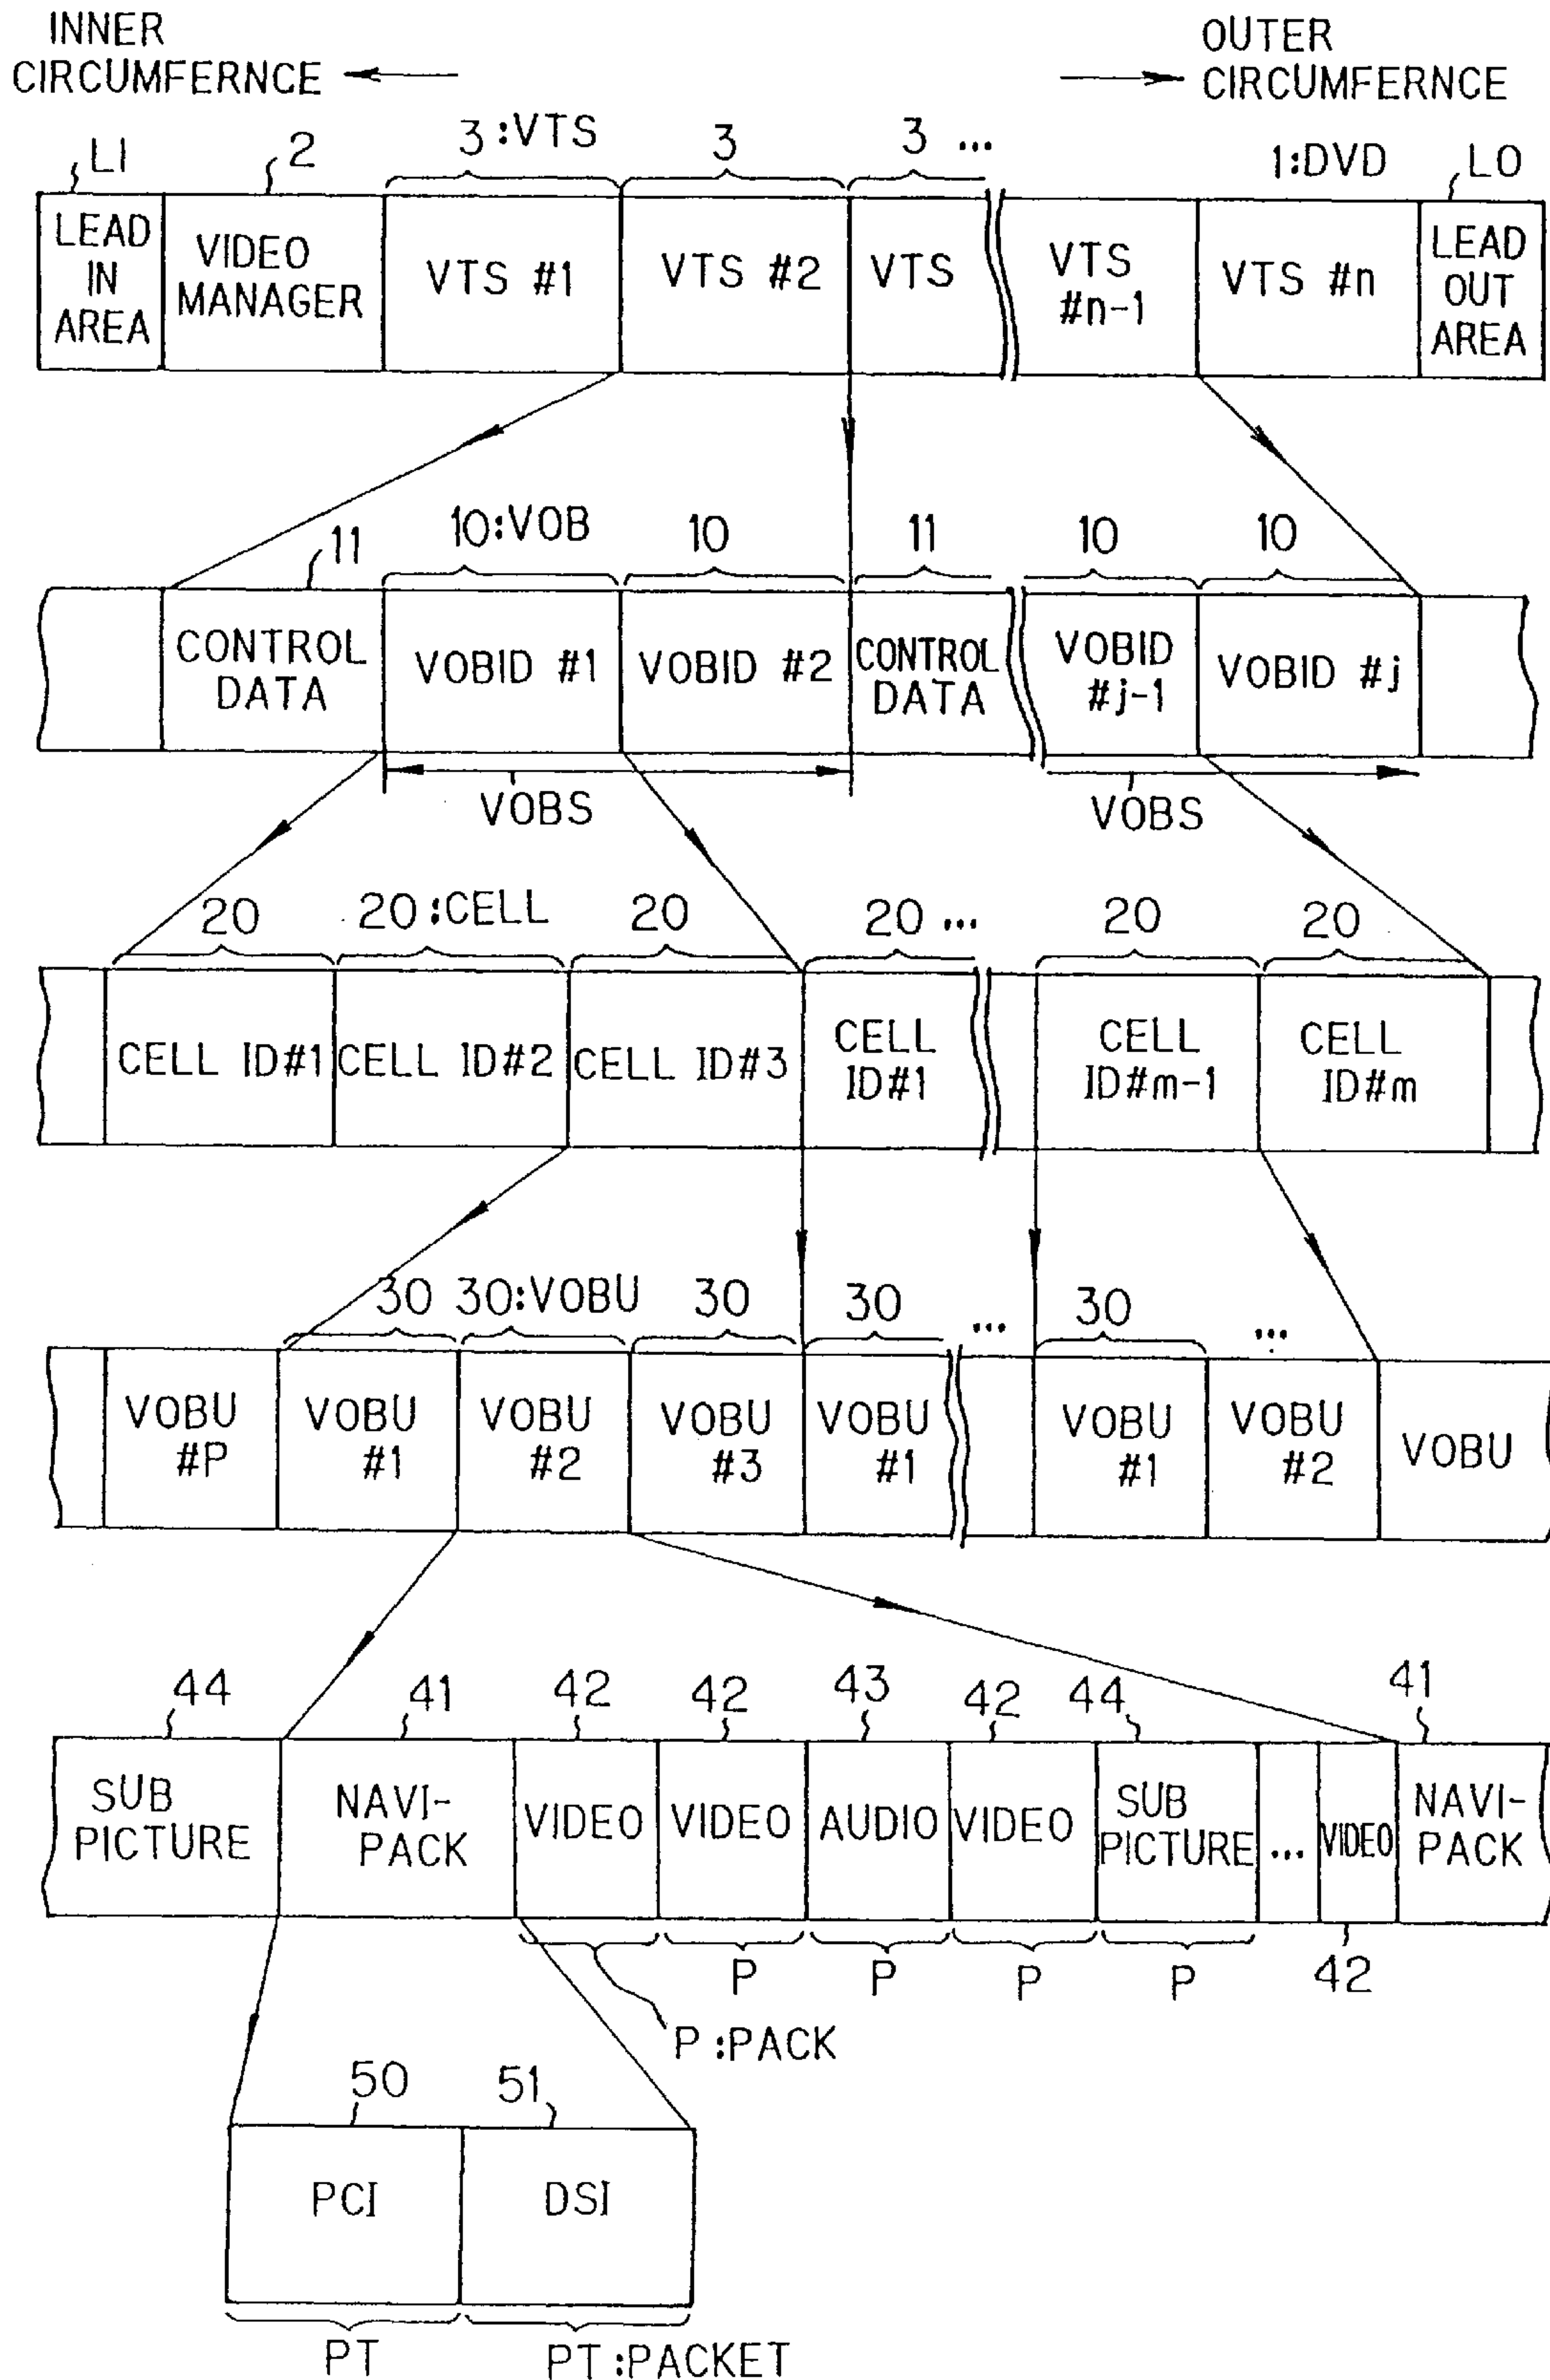 INNER
CIRCUMFERNCE
OUTER
CIRCUMFERNCE
LI
2
3 :VTS
3
3 ...
1:DVD
LO
LEAD
IN
AREA
VIDEO
MANAGER
VTS #1
VTS #2
VTS
VTS
#n-1
VTS #n
LEAD
OUT
AREA
11
10:VOB
10
11
10
10
CONTROL
DATA
VOBID #1
VOBID #2
CONTROL
DATA
VOBID
#j-1
VOBID #j
VOBS
VOBS
20
20 :CELL
20
20 ...
20
20
CELL ID#1
CELL ID#2
CELL ID#3
CELL
ID#1
CELL
ID#m-1
CELL
ID#m
30
30:VOBU
30
30
...
30
...
VOBU
#P
VOBU
#1
VOBU
#2
VOBU
#3
VOBU
#1
VOBU
#1
VOBU
#2
VOBU
44
41
42
42
43
42
44
41
SUB
PICTURE
NAVI-
PACK
VIDEO
VIDEO
AUDIO
VIDEO
SUB
PICTURE
...
VIDEO
NAVI-
PACK
P
P
P
P
42
P :PACK
50
51
PCI
DSI
PT
PT :PACKET